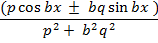 (p cos bx ± bq sin bx)
p² + b²q²